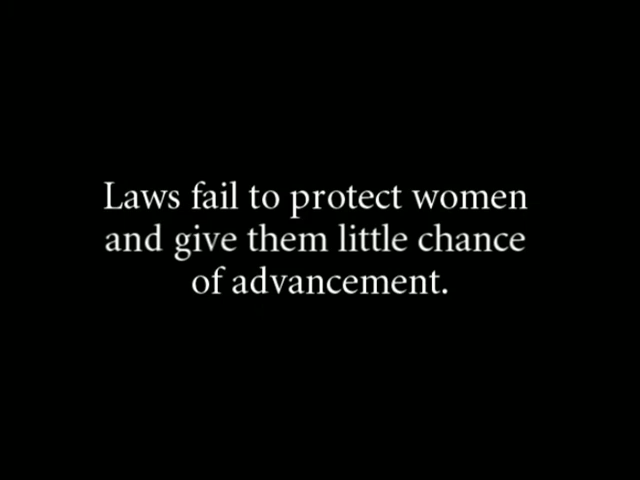 Laws fail to protect women
and give them little chance
of advancement.